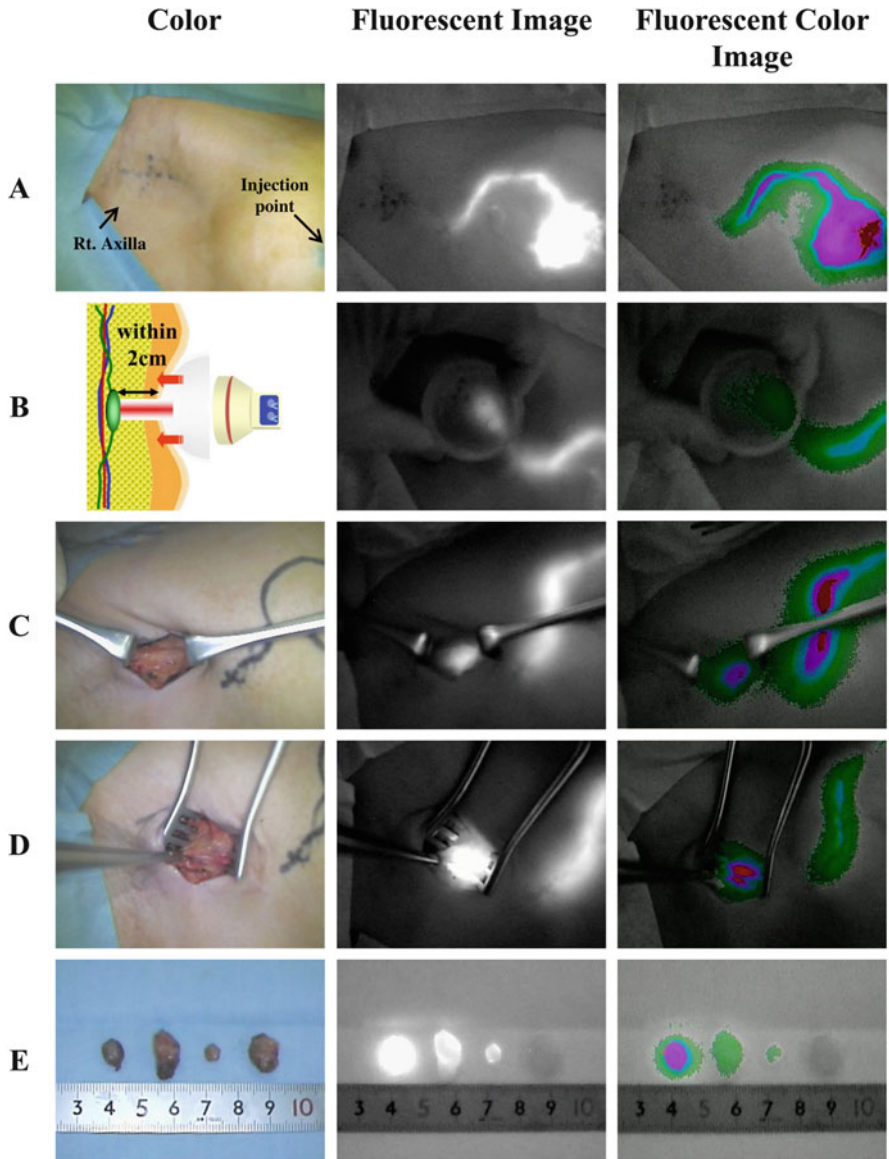 Color
Fluorescent Image
Fluorescent Color
Image
A
Injection
point
Rt. Axilla
B
within
2cm
C
D
E
3 4 5 6 7 8 9 10
3 4 5 6 7 8 9 10
3 4 5 6 7 8 9 10